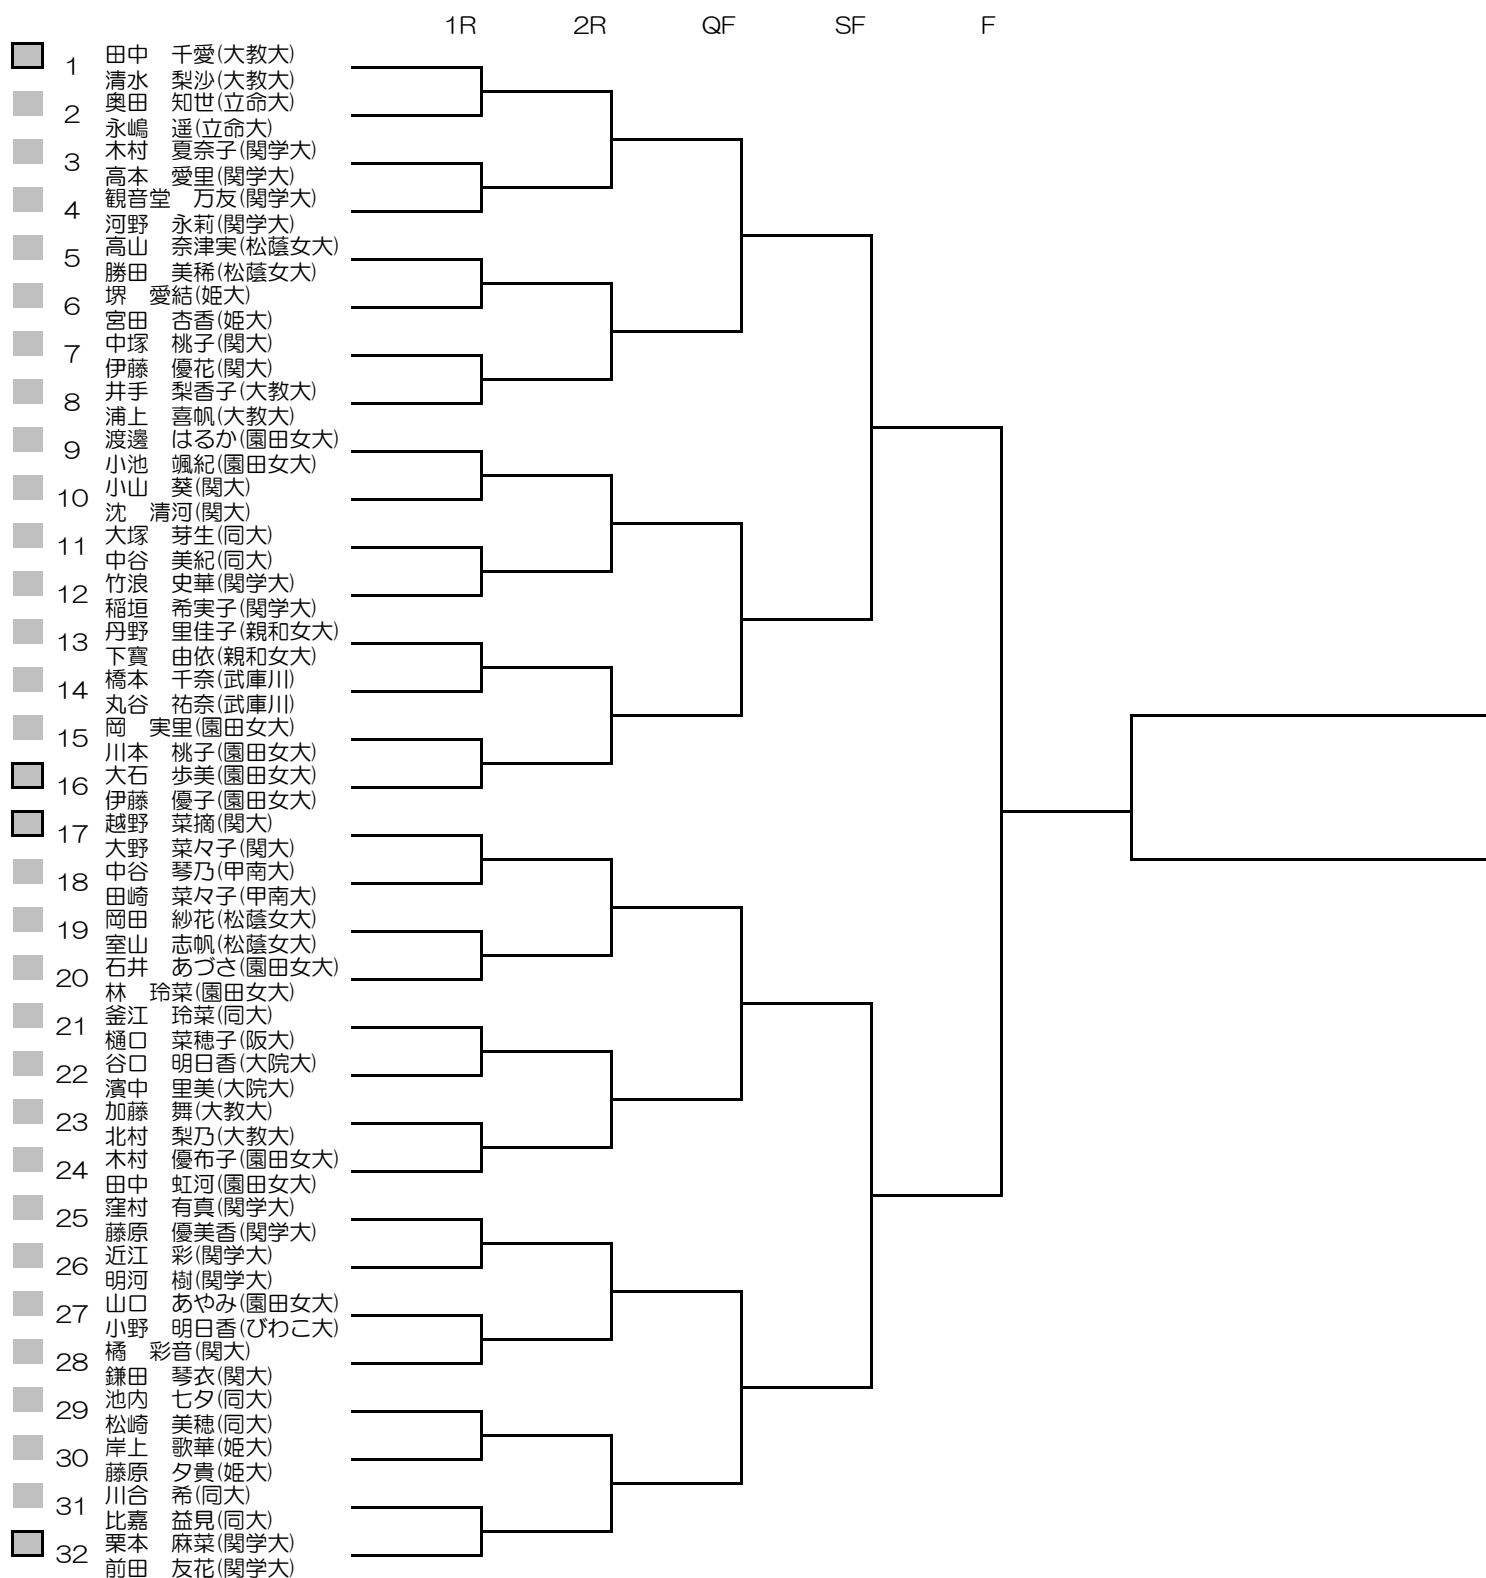 1R 2R QF SF F
田中　千愛(大教大)
1
清水　梨沙(大教大)
奥田　知世(立命大)
2
永嶋　遥(立命大)
木村　夏奈子(関学大)
3
高本　愛里(関学大)
観音堂　万友(関学大)
4
河野　永莉(関学大)
高山　奈津実(松蔭女大)
5
勝田　美稀(松蔭女大)
堺　愛結(姫大)
6
宮田　杏香(姫大)
中塚　桃子(関大)
7
伊藤　優花(関大)
井手　梨香子(大教大)
8
浦上　喜帆(大教大)
渡邊　はるか(園田女大)
9
小池　颯紀(園田女大)
小山　葵(関大)
10
沈　清河(関大)
大塚　芽生(同大)
11
中谷　美紀(同大)
竹浪　史華(関学大)
12
稲垣　希実子(関学大)
丹野　里佳子(親和女大)
13
下寶　由依(親和女大)
橋本　千奈(武庫川)
14
丸谷　祐奈(武庫川)
岡　実里(園田女大)
15
川本　桃子(園田女大)
大石　歩美(園田女大)
16
伊藤　優子(園田女大)
越野　菜摘(関大)
17
大野　菜々子(関大)
中谷　琴乃(甲南大)
18
田崎　菜々子(甲南大)
岡田　紗花(松蔭女大)
19
室山　志帆(松蔭女大)
石井　あづさ(園田女大)
20
林　玲菜(園田女大)
釜江　玲菜(同大)
21
樋口　菜穂子(阪大)
谷口　明日香(大院大)
22
濱中　里美(大院大)
加藤　舞(大教大)
23
北村　梨乃(大教大)
木村　優布子(園田女大)
24
田中　虹河(園田女大)
窪村　有真(関学大)
25
藤原　優美香(関学大)
近江　彩(関学大)
26
明河　樹(関学大)
山口　あやみ(園田女大)
27
小野　明日香(びわこ大)
橘　彩音(関大)
28
鎌田　琴衣(関大)
池内　七夕(同大)
29
松崎　美穂(同大)
岸上　歌華(姫大)
30
藤原　夕貴(姫大)
川合　希(同大)
31
比嘉　益見(同大)
栗本　麻菜(関学大)
32
前田　友花(関学大)